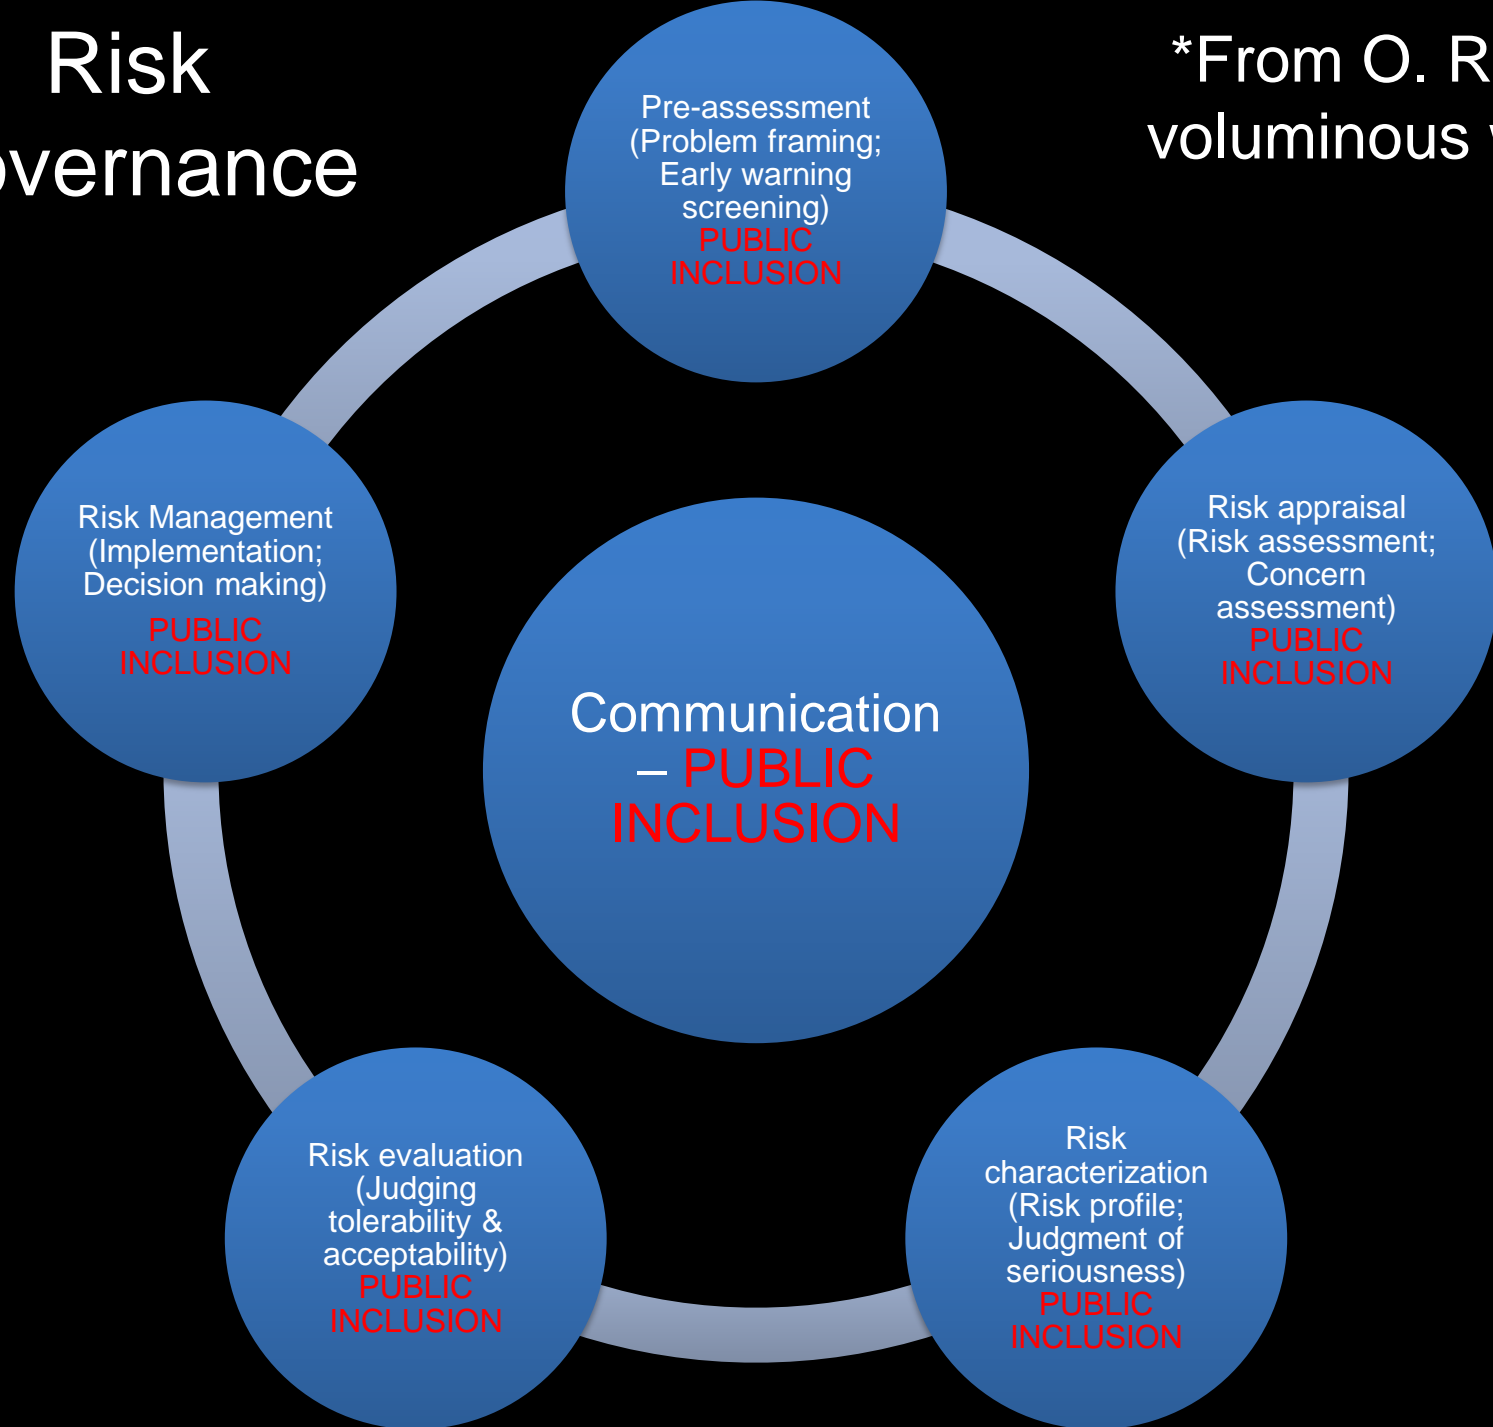 Risk
overnance
*From O. R
voluminous
Pre-assessment
(Problem framing;
Early warning
screening)
PUBLIC
INCLUSION
Risk appraisal
(Risk assessment;
Concern
assessment)
PUBLIC
INCLUSION
Risk
characterization
(Risk profile;
Judgment of
seriousness)
PUBLIC
INCLUSION
Risk evaluation
(Judging
tolerability &
acceptability)
PUBLIC
INCLUSION
Risk Management
(Implementation;
Decision making)
PUBLIC
INCLUSION
Communication
– PUBLIC
INCLUSION